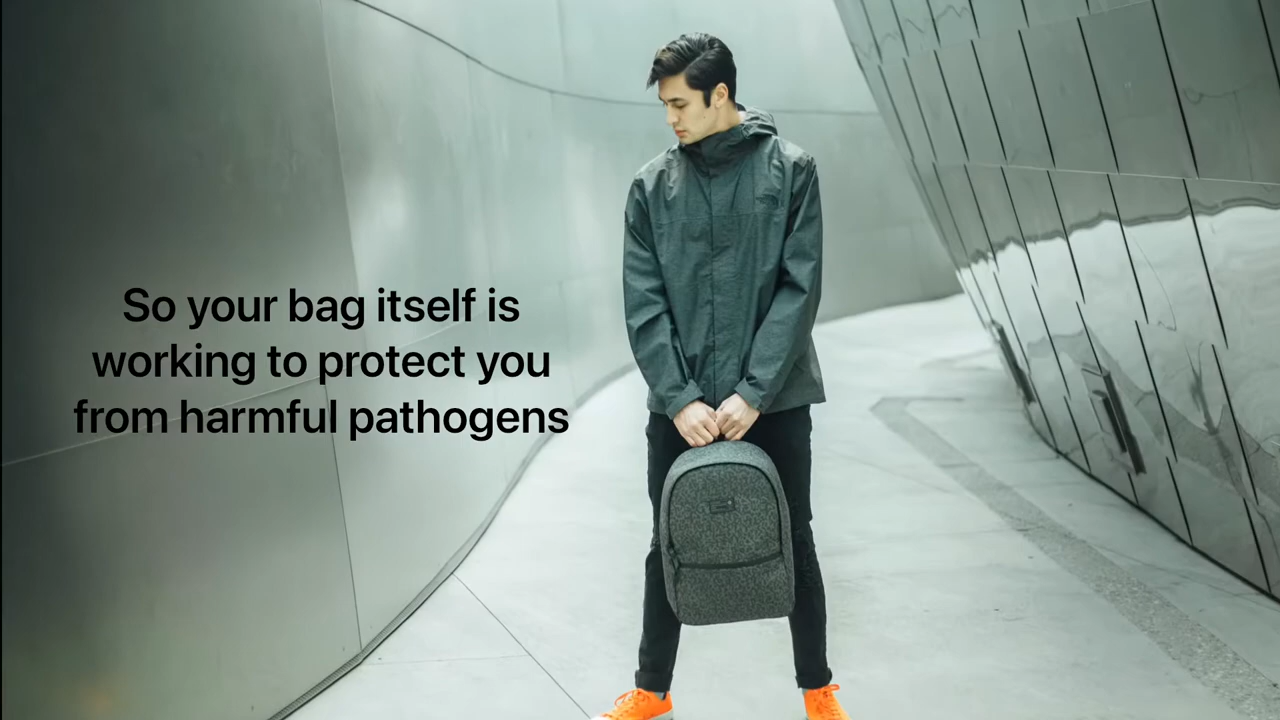 So your bag itself is
working to protect you
from harmful pathogens